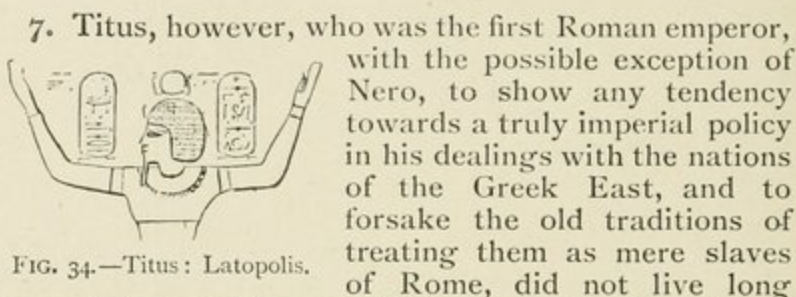 7. Titus, however, who was the first Roman emperor,
with the possible exception of
Nero, to show any tendency
towards a truly imperial policy
in his dealings with the nations
of the Greek East, and to
forsake the old traditions of
treating them as mere slaves
of Rome, did not live long
FIG. 34.—Titus: Latopolis.